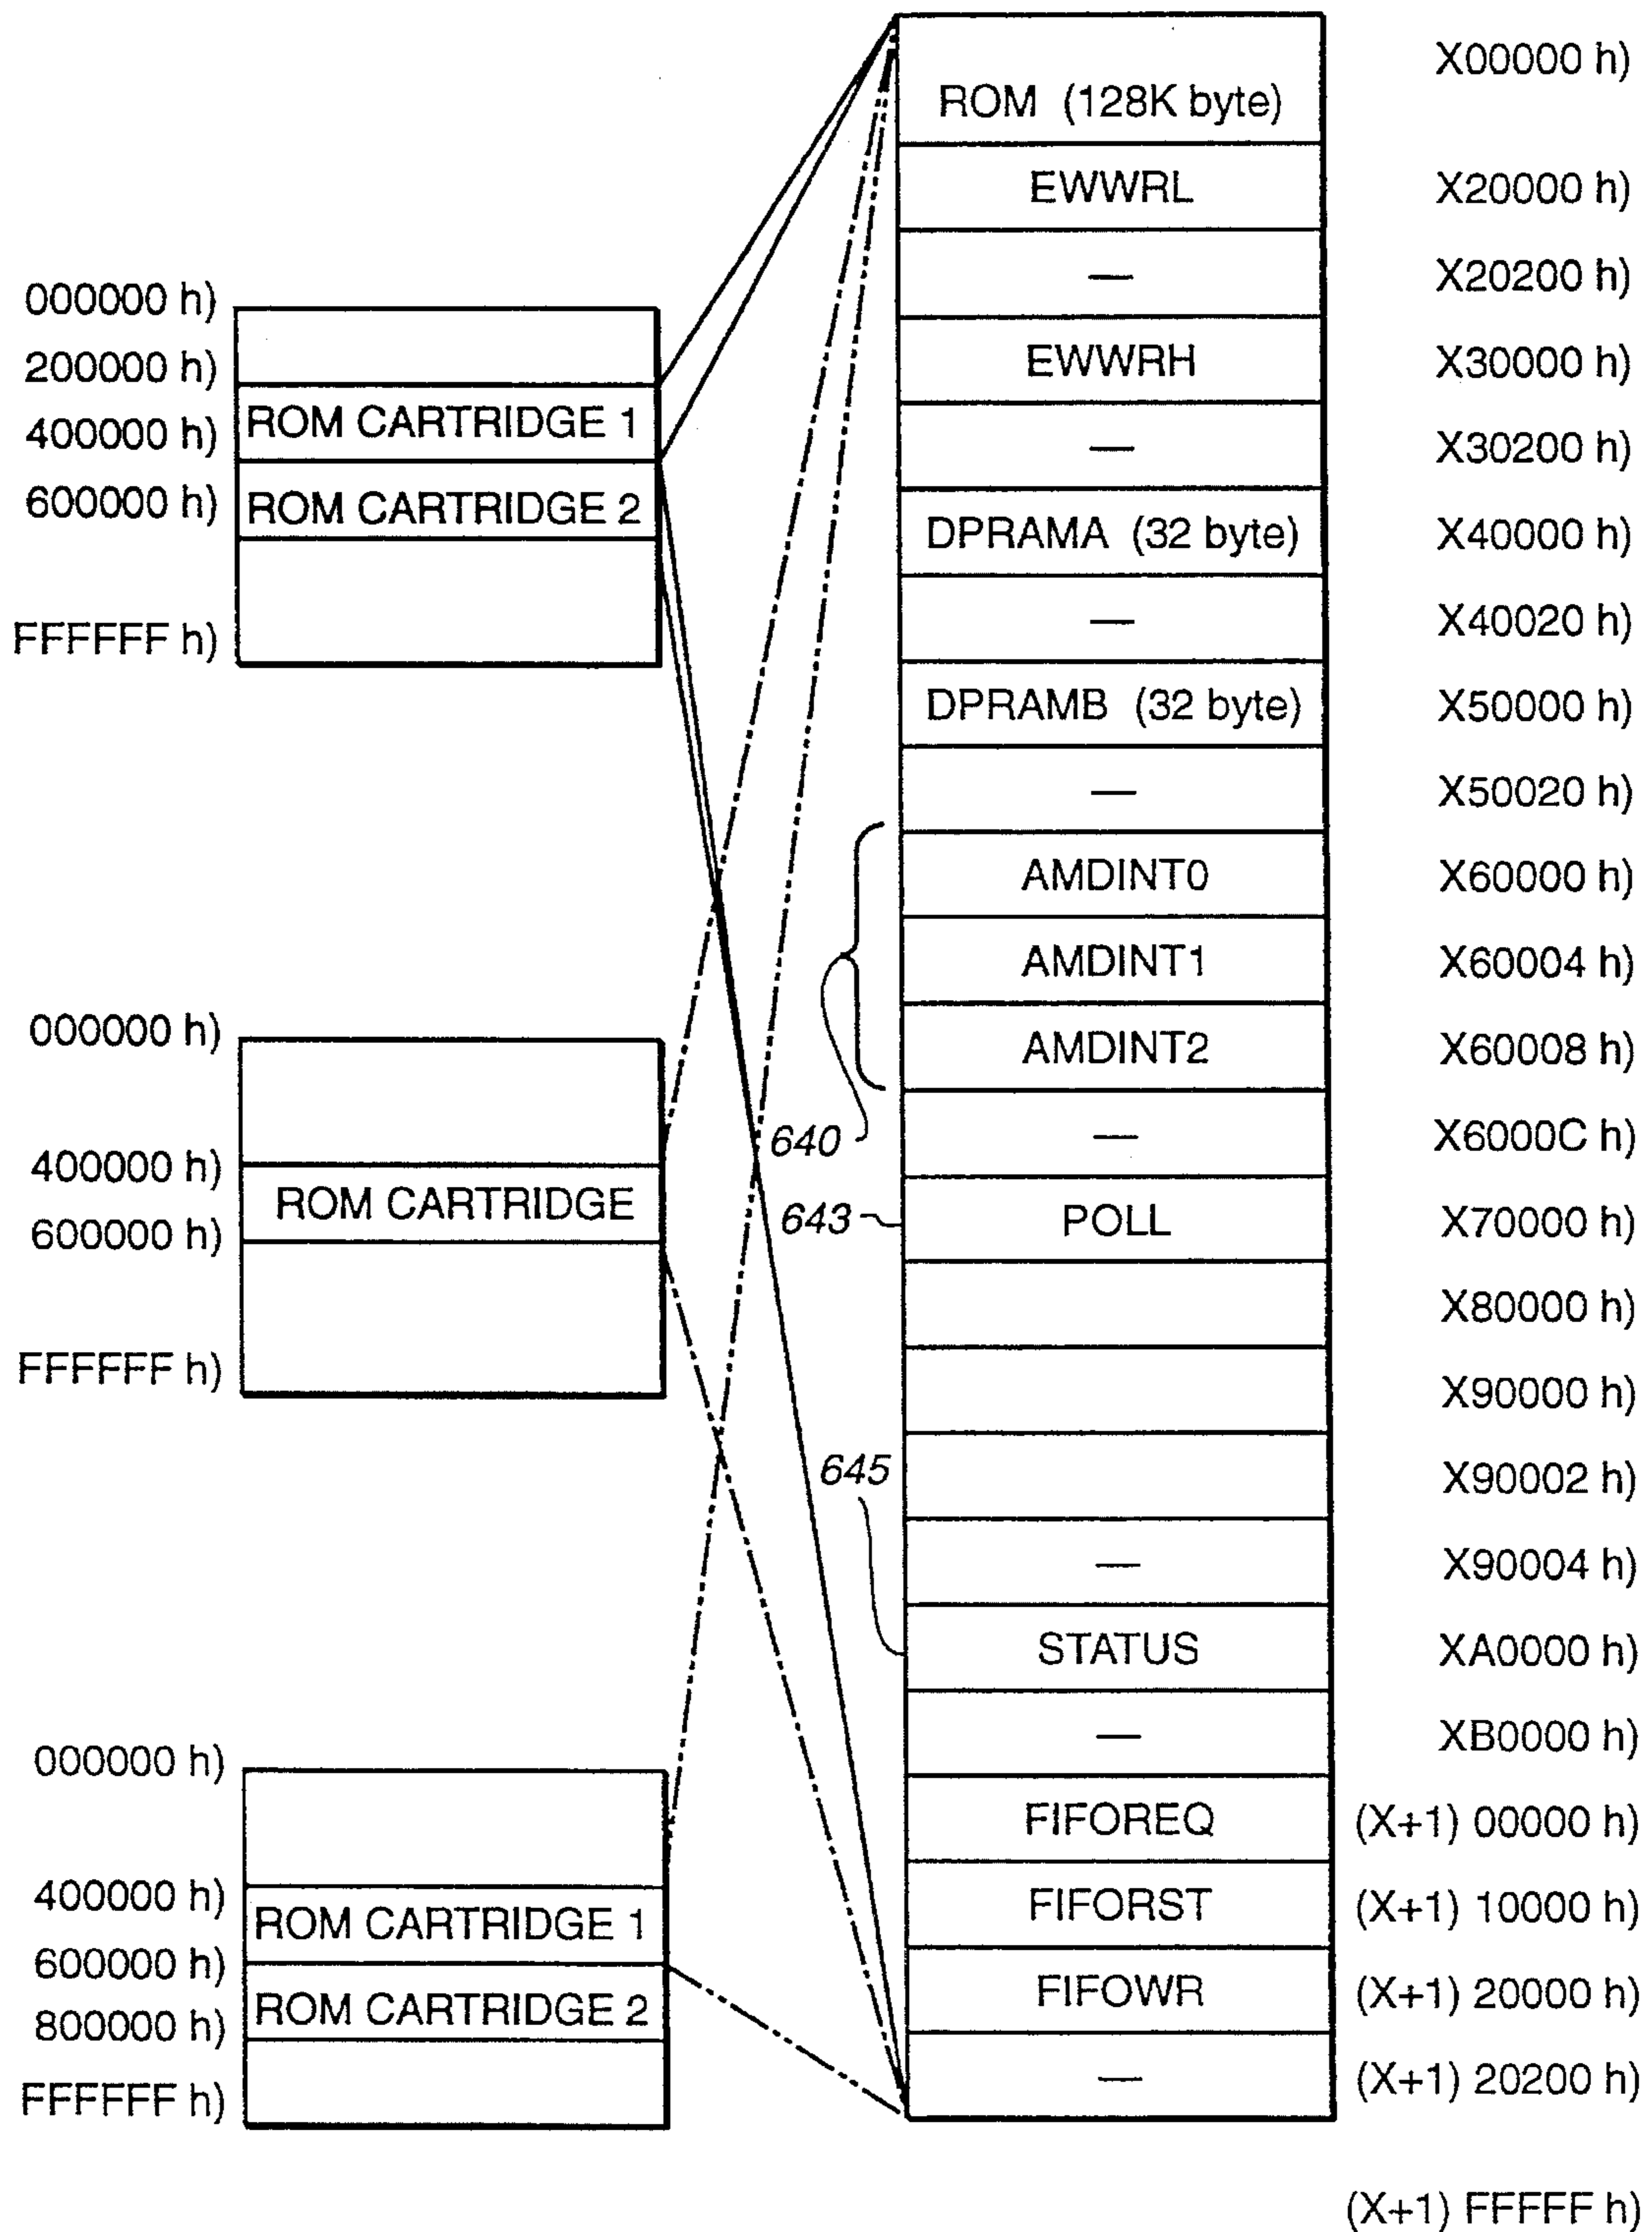 000000 h)
200000 h)
400000 h)
600000 h)
FFFFFF h)
ROM CARTRIDGE 1
ROM CARTRIDGE 2
000000 h)
400000 h)
600000 h)
FFFFFF h)
ROM CARTRIDGE
000000 h)
400000 h)
600000 h)
800000 h)
FFFFFF h)
ROM CARTRIDGE 1
ROM CARTRIDGE 2
640
643
645
ROM (128K byte) X00000 h)
EWWRL X20000 h)
— X20200 h)
EWWRH X30000 h)
— X30200 h)
DPRAMA (32 byte) X40000 h)
— X40020 h)
DPRAMB (32 byte) X50000 h)
— X50020 h)
AMDINT0 X60000 h)
AMDINT1 X60004 h)
AMDINT2 X60008 h)
— X6000C h)
POLL X70000 h)
X80000 h)
X90000 h)
X90002 h)
— X90004 h)
STATUS XA0000 h)
— XB0000 h)
FIFOREQ (X+1) 00000 h)
FIFORST (X+1) 10000 h)
FIFOWR (X+1) 20000 h)
— (X+1) 20200 h)
(X+1) FFFFF h)